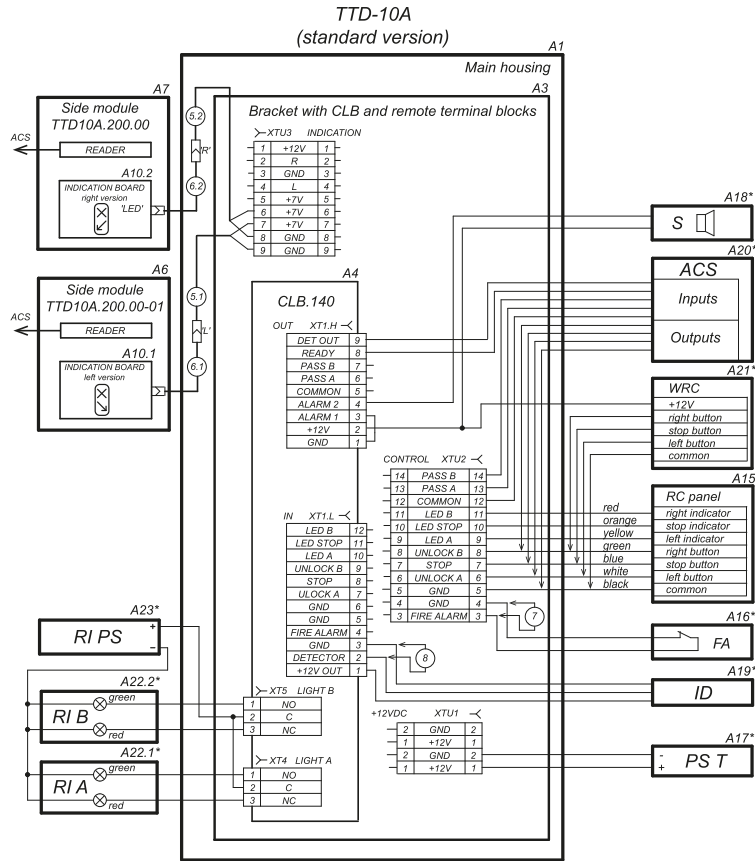 TTD-10A
(standard version)
A1
Main housing
A3
Bracket with CLB and remote terminal blocks
A7
Side module
TTD10A.200.00
ACS
READER
A10.2
INDICATION BOARD
right version
'LED'
5.2
'R'
6.2
XTU3 INDICATION
1 +12V 1
2 R 2
3 GND 3
4 L 4
5 +7V 5
6 +7V 6
7 +7V 7
8 GND 8
9 GND 9
A6
Side module
TTD10A.200.00-01
ACS
READER
A10.1
INDICATION BOARD
left version
5.1
'L'
6.1
A4
CLB.140
OUT XT1.H
DET OUT 9
READY 8
PASS B 7
PASS A 6
COMMON 5
ALARM 2 4
ALARM 1 3
+12V 2
GND 1
CONTROL XTU2
14 PASS B 14
13 PASS A 13
12 COMMON 12
11 LED B 11
10 LED STOP 10
9 LED A 9
8 UNLOCK B 8
7 STOP 7
6 UNLOCK A 6
5 GND 5
4 GND 4
3 FIRE ALARM 3
7
IN XT1.L
LED B 12
LED STOP 11
LED A 10
UNLOCK B 9
STOP 8
ULOCK A 7
GND 6
GND 5
FIRE ALARM 4
GND 3
DETECTOR 2
+12V OUT 1
8
XT5 LIGHT B
1 NO
2 C
3 NC
XT4 LIGHT A
1 NO
2 C
3 NC
+12VDC XTU1
2 GND 2
1 +12V 1
2 GND 2
1 +12V 1
A23*
RI PS
+
-
A22.2*
RI B
green
red
A22.1*
RI A
green
red
A18*
S
A20*
ACS
Inputs
Outputs
A21*
WRC
+12V
right button
stop button
left button
common
A15
RC panel
red
right indicator
orange
stop indicator
yellow
left indicator
green
right button
blue
stop button
white
left button
black
common
A16*
FA
A19*
ID
A17*
-
+
PS T